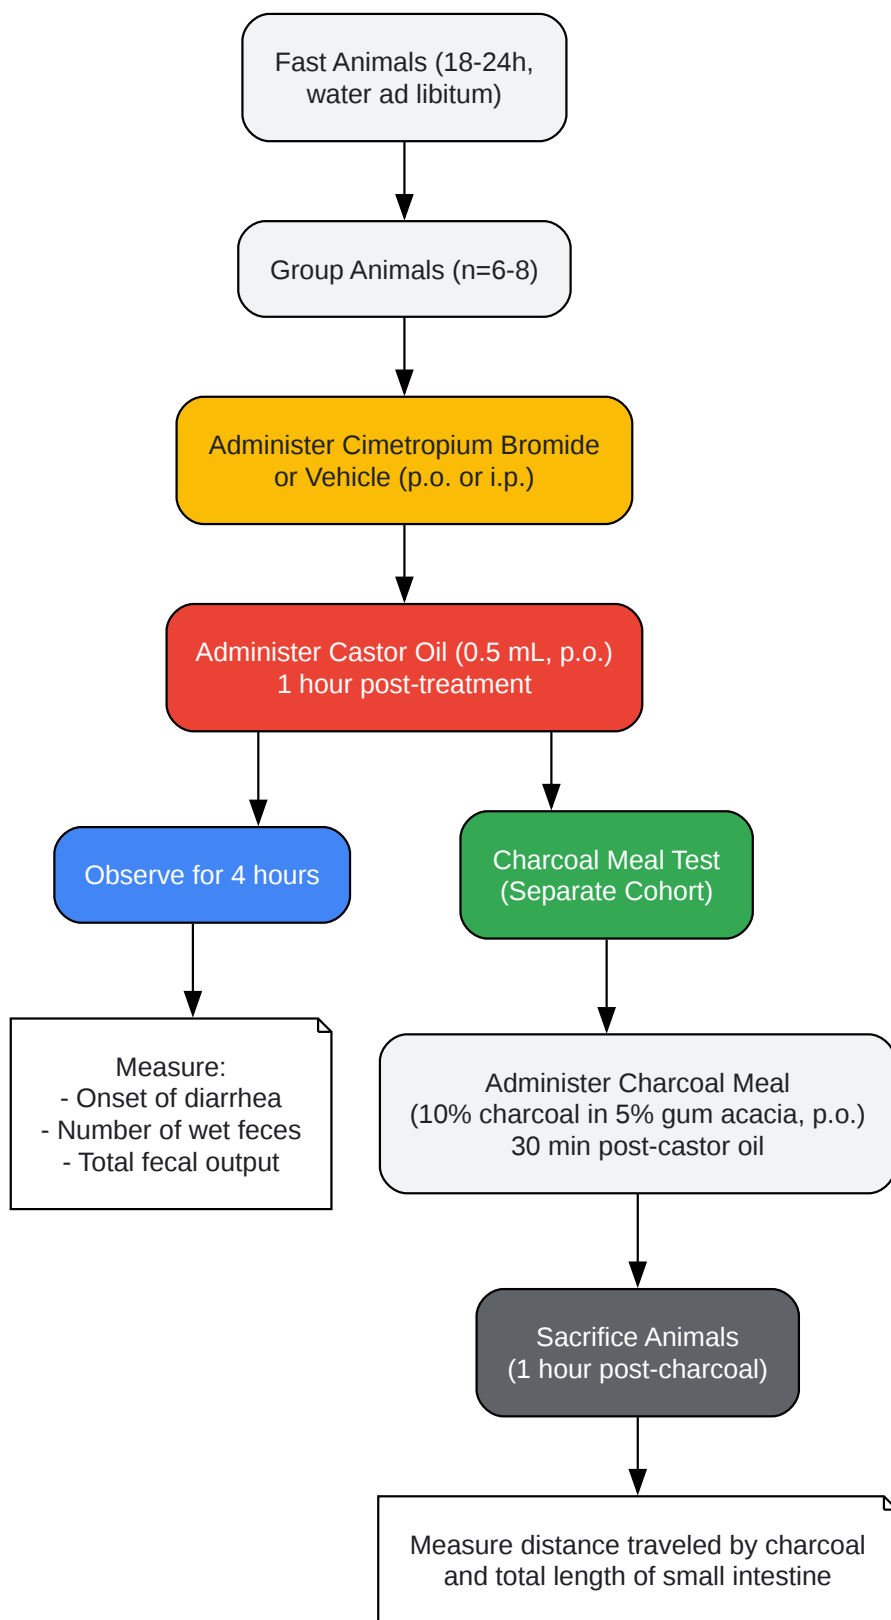 Fast Animals (18-24h,
water ad libitum)
Group Animals (n=6-8)
Administer Cimetropium Bromide
or Vehicle (p.o. or i.p.)
Administer Castor Oil (0.5 mL, p.o.)
1 hour post-treatment
Observe for 4 hours
Charcoal Meal Test
(Separate Cohort)
Measure:
- Onset of diarrhea
- Number of wet feces
- Total fecal output
Administer Charcoal Meal
(10% charcoal in 5% gum acacia, p.o.)
30 min post-castor oil
Sacrifice Animals
(1 hour post-charcoal)
Measure distance traveled by charcoal
and total length of small intestine